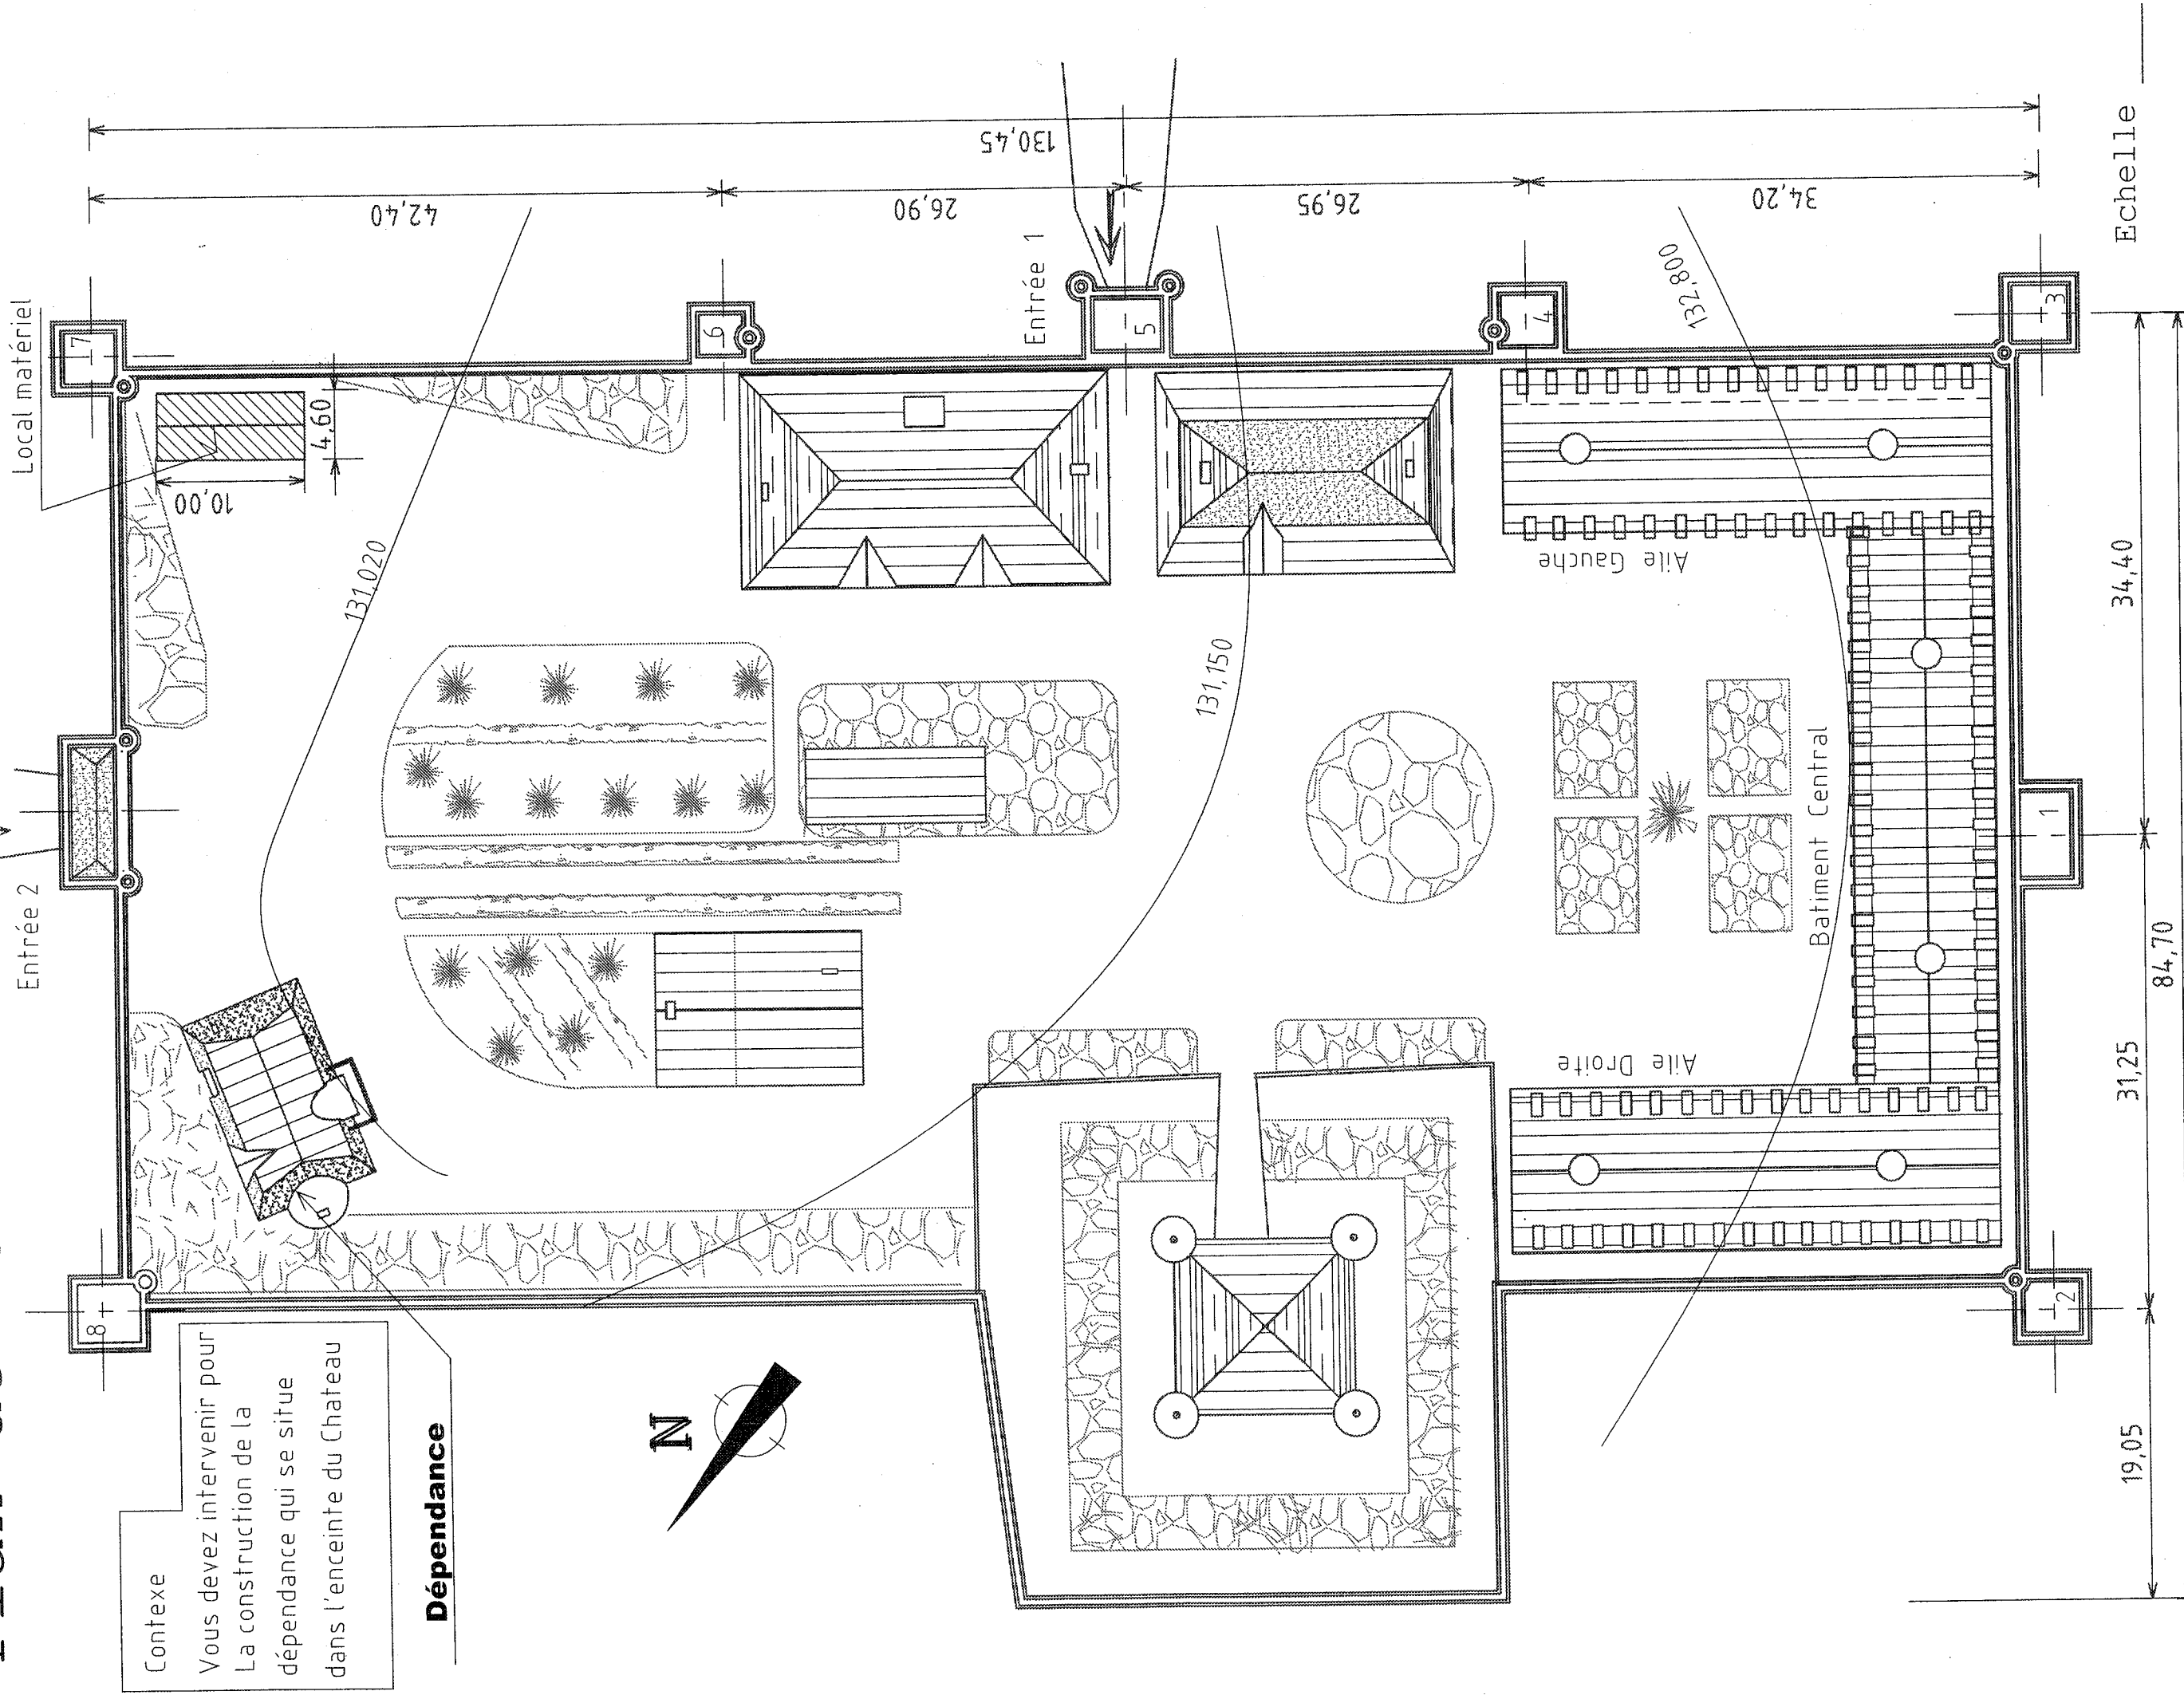 Contexe
Vous devez intervenir pour
La construction de la
dépendance qui se situe
dans l'enceinte du Chateau
Dépendance
N
Entrée 2
Local matériel
10,00
4,60
131,020
131,150
132,800
Entrée 1
Aile Gauche
Batiment Central
Aile Droite
1
2
3
4
5
6
7
8
42,40
26,90
26,95
34,20
130,45
19,05
31,25
34,40
84,70
Echelle